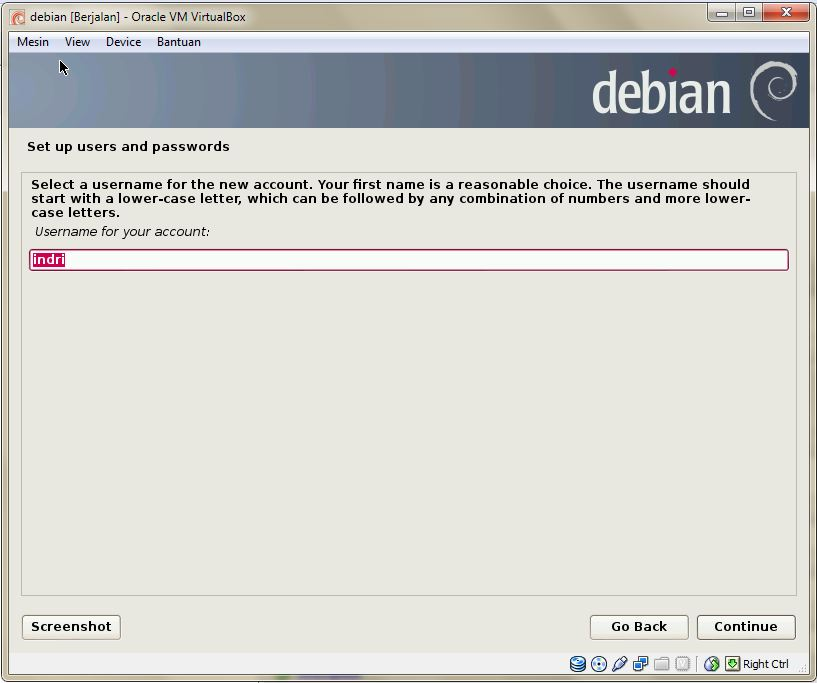 debian [Berjalan] - Oracle VM VirtualBox
Mesin View Device Bantuan
debian
Set up users and passwords
Select a username for the new account. Your first name is a reasonable choice. The username should
start with a lower-case letter, which can be followed by any combination of numbers and more lower-
case letters.
Username for your account:
indri
Screenshot Go Back Continue
Right Ctrl